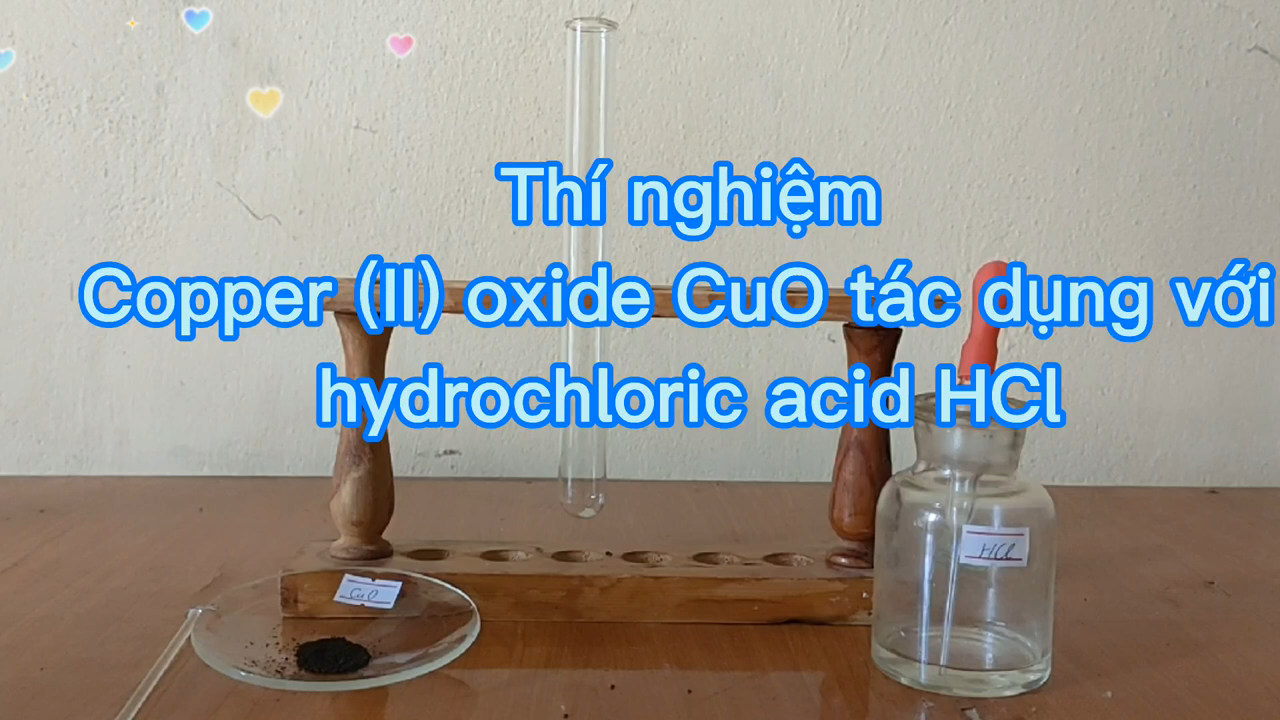 Thí nghiệm
Copper (II) oxide CuO tác dụng với
hydrochloric acid HCl
HCl
CuO